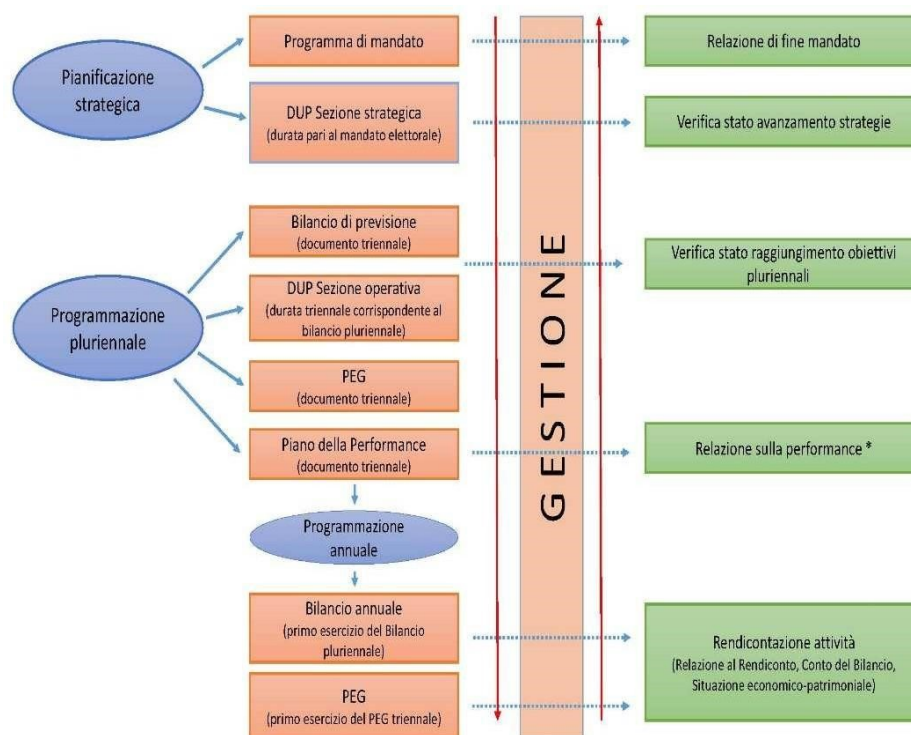 Pianificazione
strategica
Programma di mandato
Relazione di fine mandato
DUP Sezione strategica
(durata pari al mandato elettorale)
Verifica stato avanzamento strategie
Programmazione
pluriennale
Bilancio di previsione
(documento triennale)
DUP Sezione operativa
(durata triennale corrispondente al
bilancio pluriennale)
Verifica stato raggiungimento obiettivi
pluriennali
PEG
(documento triennale)
Piano della Performance
(documento triennale)
Relazione sulla performance *
GESTIONE
Programmazione
annuale
Bilancio annuale
(primo esercizio del Bilancio
pluriennale)
PEG
(primo esercizio del PEG triennale)
Rendicontazione attività
(Relazione al Rendiconto, Conto del Bilancio,
Situazione economico-patrimoniale)